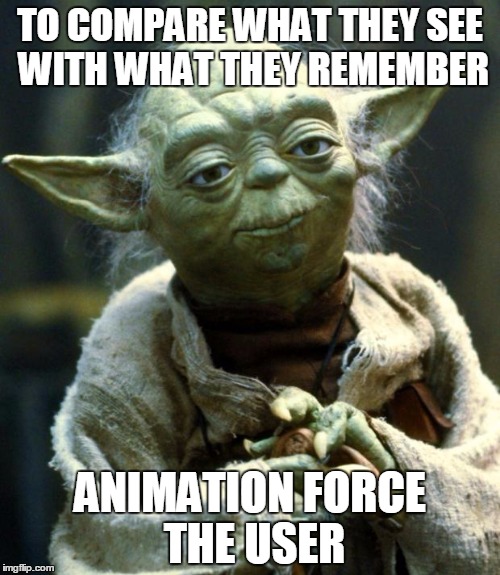 TO COMPARE WHAT THEY SEE
WITH WHAT THEY REMEMBER
ANIMATION FORCE
THE USER
imgflip.com